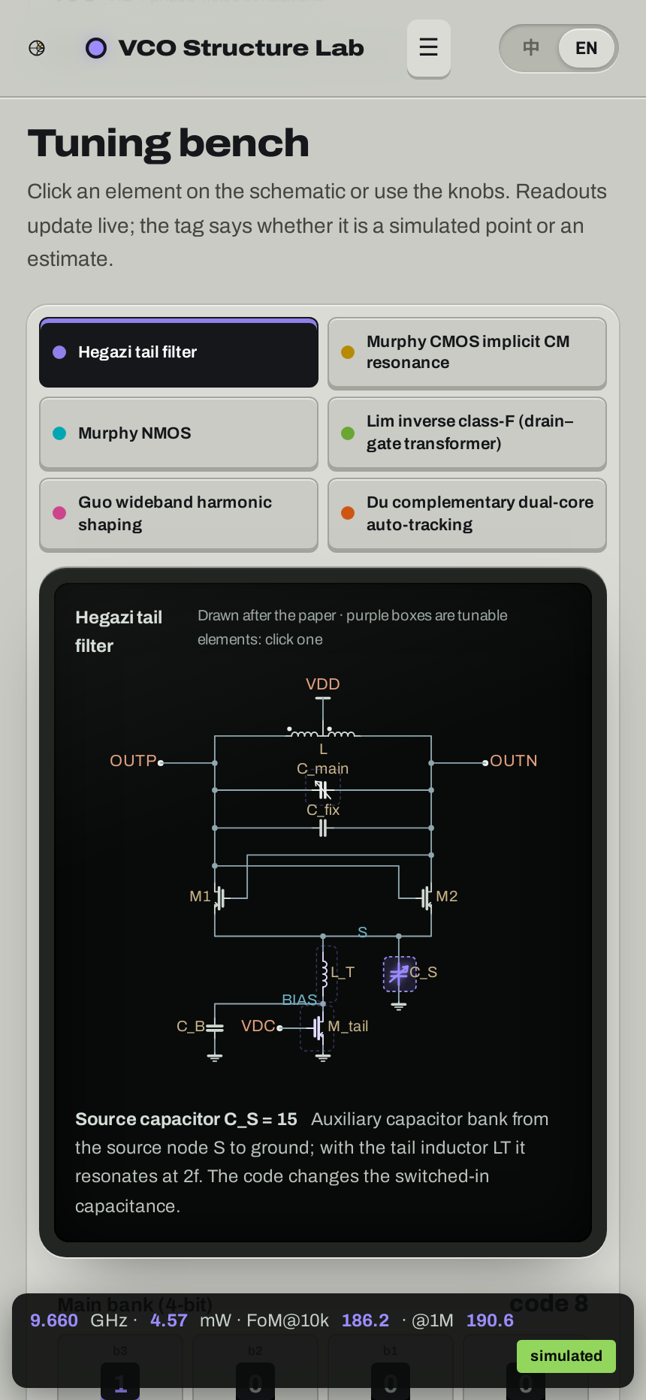 VCO Structure Lab
中 EN
Tuning bench
Click an element on the schematic or use the knobs. Readouts
update live; the tag says whether it is a simulated point or an
estimate.
Hegazi tail filter
Murphy CMOS implicit CM
resonance
Murphy NMOS
Lim inverse class-F (drain–
gate transformer)
Guo wideband harmonic
shaping
Du complementary dual-core
auto-tracking
Hegazi tail
filter
Drawn after the paper · purple boxes are tunable
elements: click one
VDD
L
OUTP
OUTN
C_main
C_fix
M1
M2
S
L_T
C_S
BIAS
C_B
VDC
M_tail
Source capacitor C_S = 15 Auxiliary capacitor bank from
the source node S to ground; with the tail inductor LT it
resonates at 2f. The code changes the switched-in
capacitance.
Main bank (4-bit)
code 8
9.660 GHz · 4.57 mW · FoM@10k 186.2 · @1M 190.6
simulated
b3
b2
b1
1
0
0
0